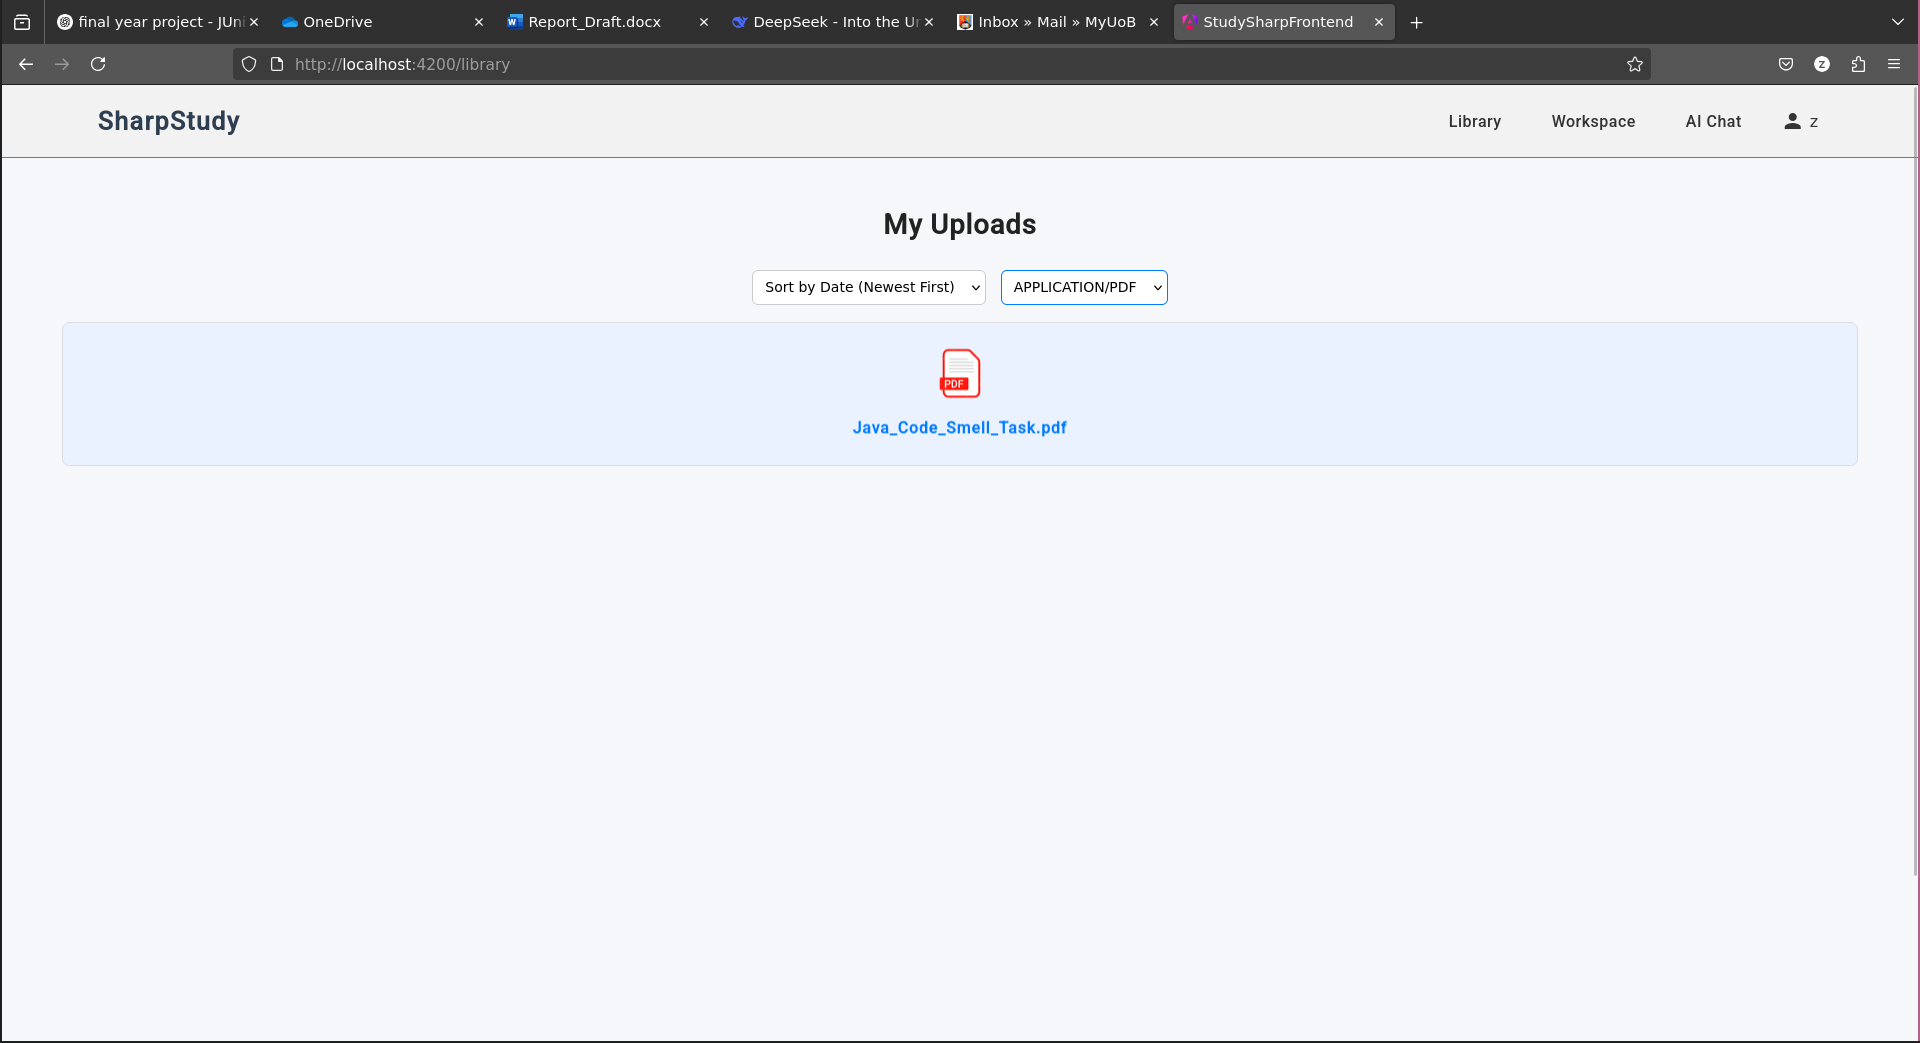 final year project - JUni
OneDrive
Report_Draft.docx
DeepSeek - Into the Un
Inbox » Mail » MyUoB
StudySharpFrontend
http://localhost:4200/library
Z
SharpStudy
Library
Workspace
AI Chat
z
My Uploads
Sort by Date (Newest First)
APPLICATION/PDF
PDF
Java_Code_Smell_Task.pdf